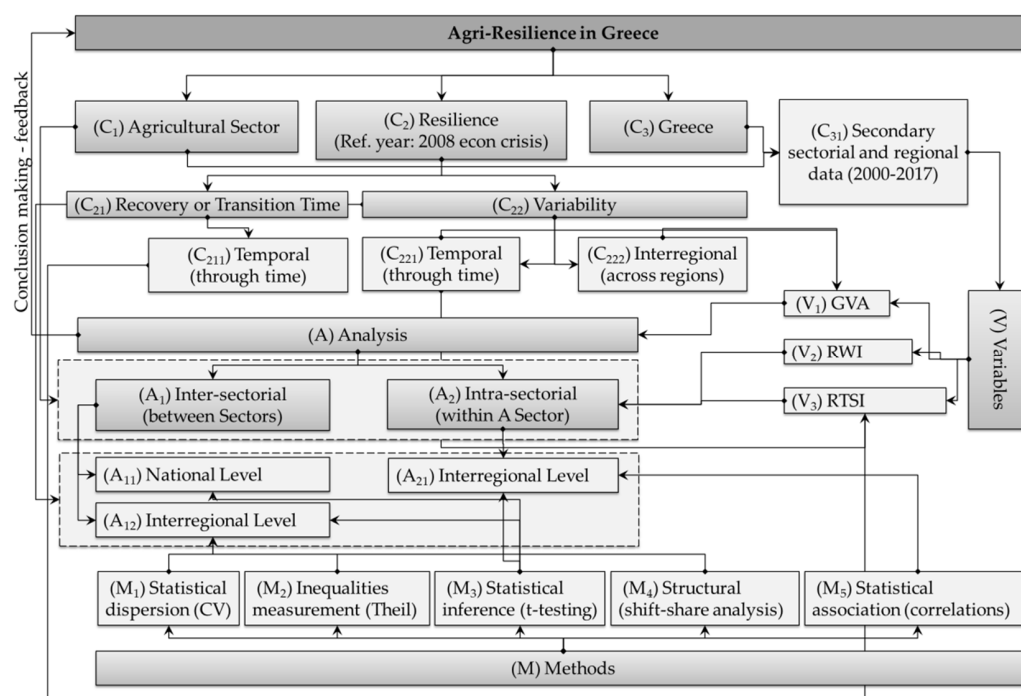 Agri-Resilience in Greece
Conclusion making - feedback
(C₁) Agricultural Sector
(C₂) Resilience
(Ref. year: 2008 econ crisis)
(C₃) Greece
(C₃₁) Secondary
sectorial and regional
data (2000-2017)
(C₂₁) Recovery or Transition Time
(C₂₂) Variability
(C₂₁₁) Temporal
(through time)
(C₂₂₁) Temporal
(through time)
(C₂₂₂) Interregional
(across regions)
(V₁) GVA
(V) Variables
(A) Analysis
(V₂) RWI
(A₁) Inter-sectorial
(between Sectors)
(A₂) Intra-sectorial
(within A Sector)
(V₃) RTSI
(A₁₁) National Level
(A₂₁) Interregional Level
(A₁₂) Interregional Level
(M₁) Statistical
dispersion (CV)
(M₂) Inequalities
measurement (Theil)
(M₃) Statistical
inference (t-testing)
(M₄) Structural
(shift-share analysis)
(M₅) Statistical
association (correlations)
(M) Methods